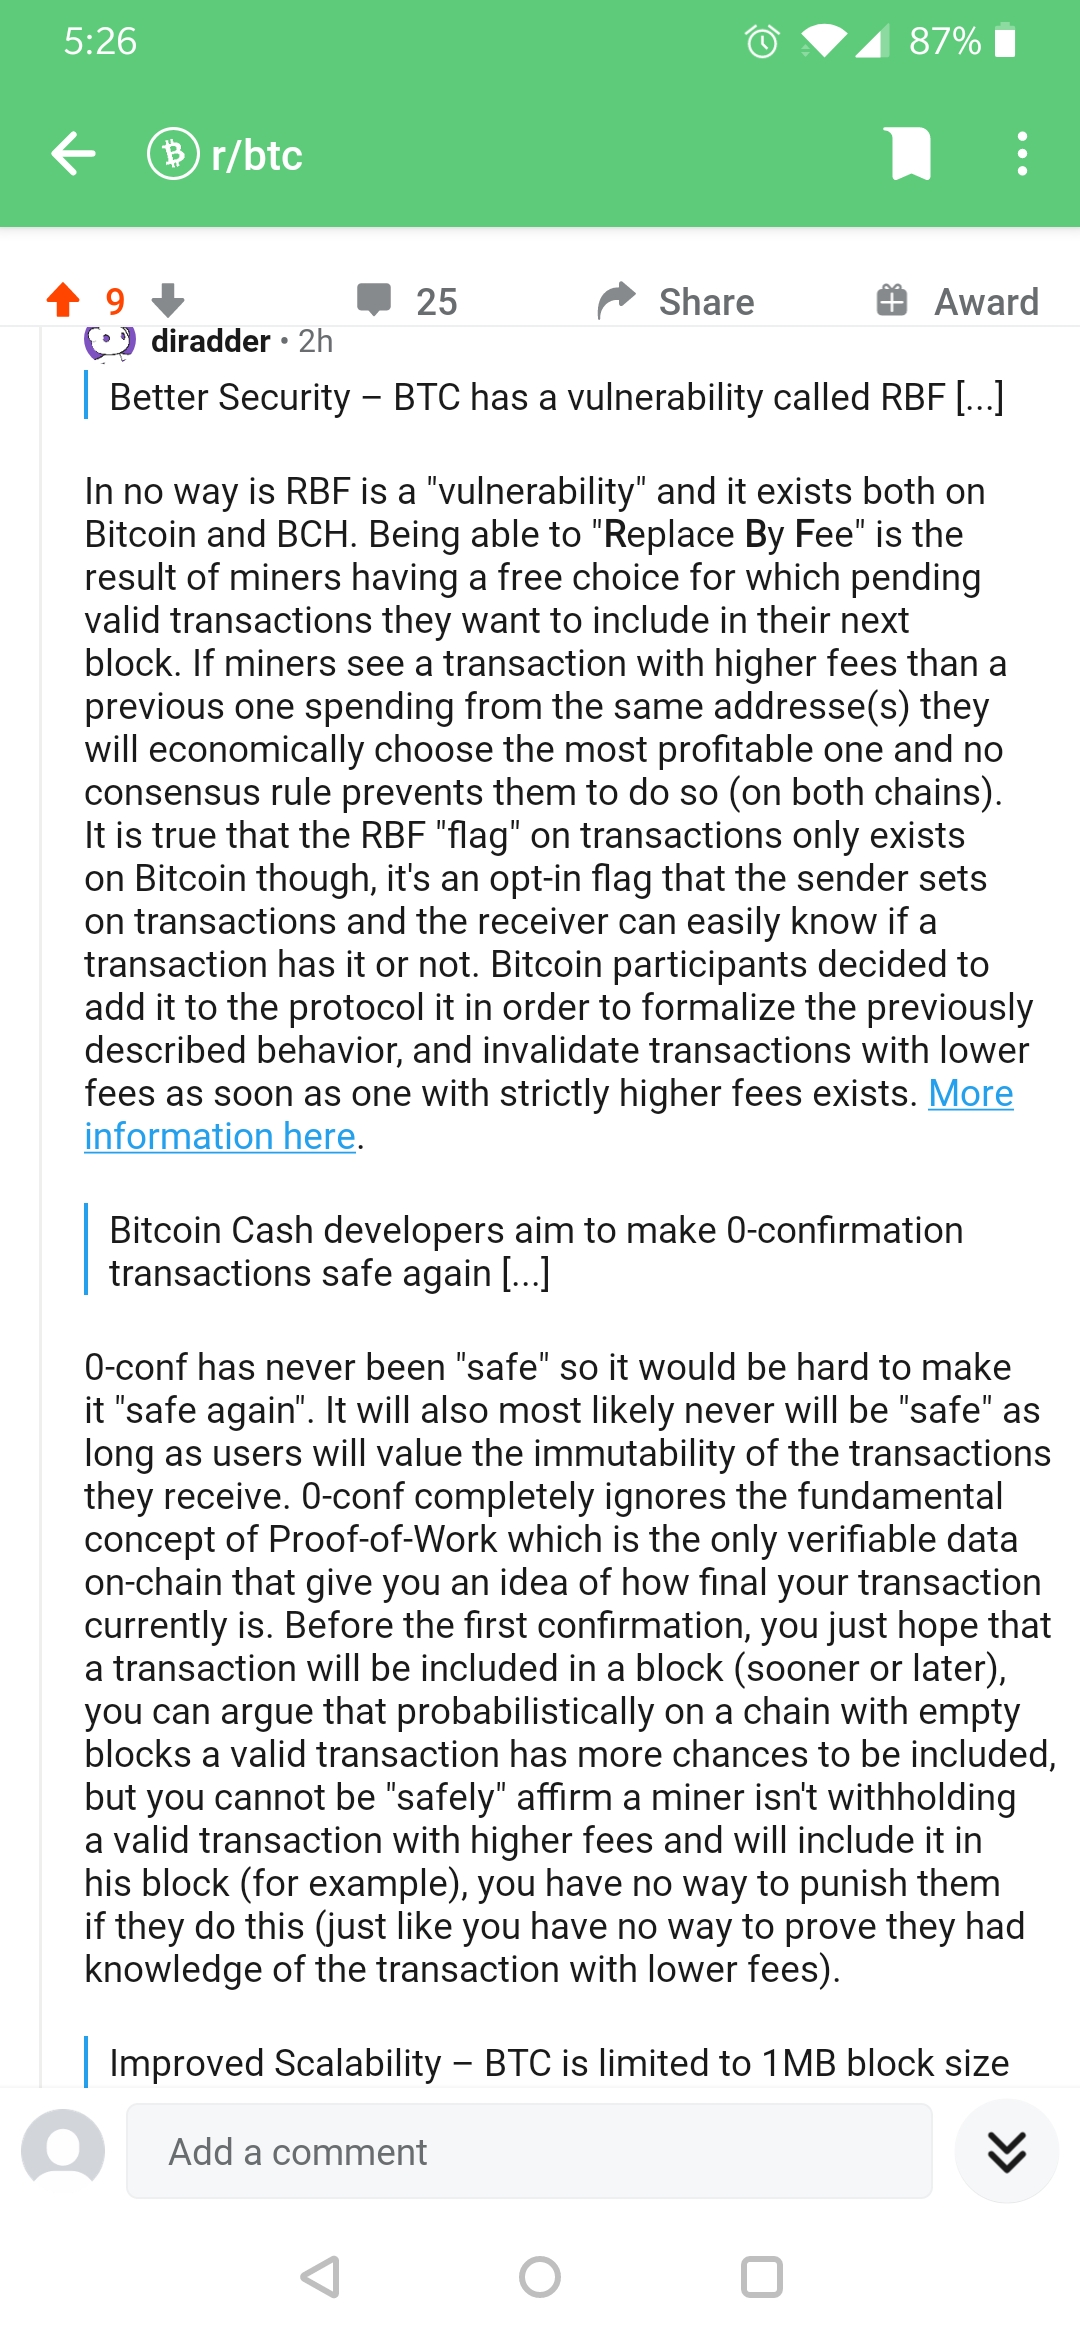 5:26
87%
r/btc
9
25
Share
Award
diradder • 2h
Better Security – BTC has a vulnerability called RBF [...]
In no way is RBF is a "vulnerability" and it exists both on
Bitcoin and BCH. Being able to "Replace By Fee" is the
result of miners having a free choice for which pending
valid transactions they want to include in their next
block. If miners see a transaction with higher fees than a
previous one spending from the same addresse(s) they
will economically choose the most profitable one and no
consensus rule prevents them to do so (on both chains).
It is true that the RBF "flag" on transactions only exists
on Bitcoin though, it's an opt-in flag that the sender sets
on transactions and the receiver can easily know if a
transaction has it or not. Bitcoin participants decided to
add it to the protocol it in order to formalize the previously
described behavior, and invalidate transactions with lower
fees as soon as one with strictly higher fees exists. More
information here.
Bitcoin Cash developers aim to make 0-confirmation
transactions safe again [...]
0-conf has never been "safe" so it would be hard to make
it "safe again". It will also most likely never will be "safe" as
long as users will value the immutability of the transactions
they receive. 0-conf completely ignores the fundamental
concept of Proof-of-Work which is the only verifiable data
on-chain that give you an idea of how final your transaction
currently is. Before the first confirmation, you just hope that
a transaction will be included in a block (sooner or later),
you can argue that probabilistically on a chain with empty
blocks a valid transaction has more chances to be included,
but you cannot be "safely" affirm a miner isn't withholding
a valid transaction with higher fees and will include it in
his block (for example), you have no way to punish them
if they do this (just like you have no way to prove they had
knowledge of the transaction with lower fees).
Improved Scalability – BTC is limited to 1MB block size
Add a comment